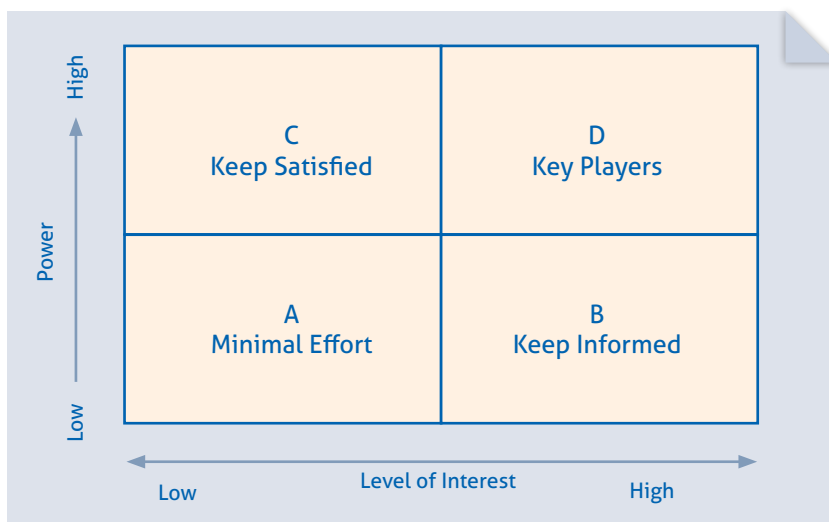 High
C
Keep Satisfied
D
Key Players
Power
A
Minimal Effort
B
Keep Informed
Low
Low
Level of Interest
High